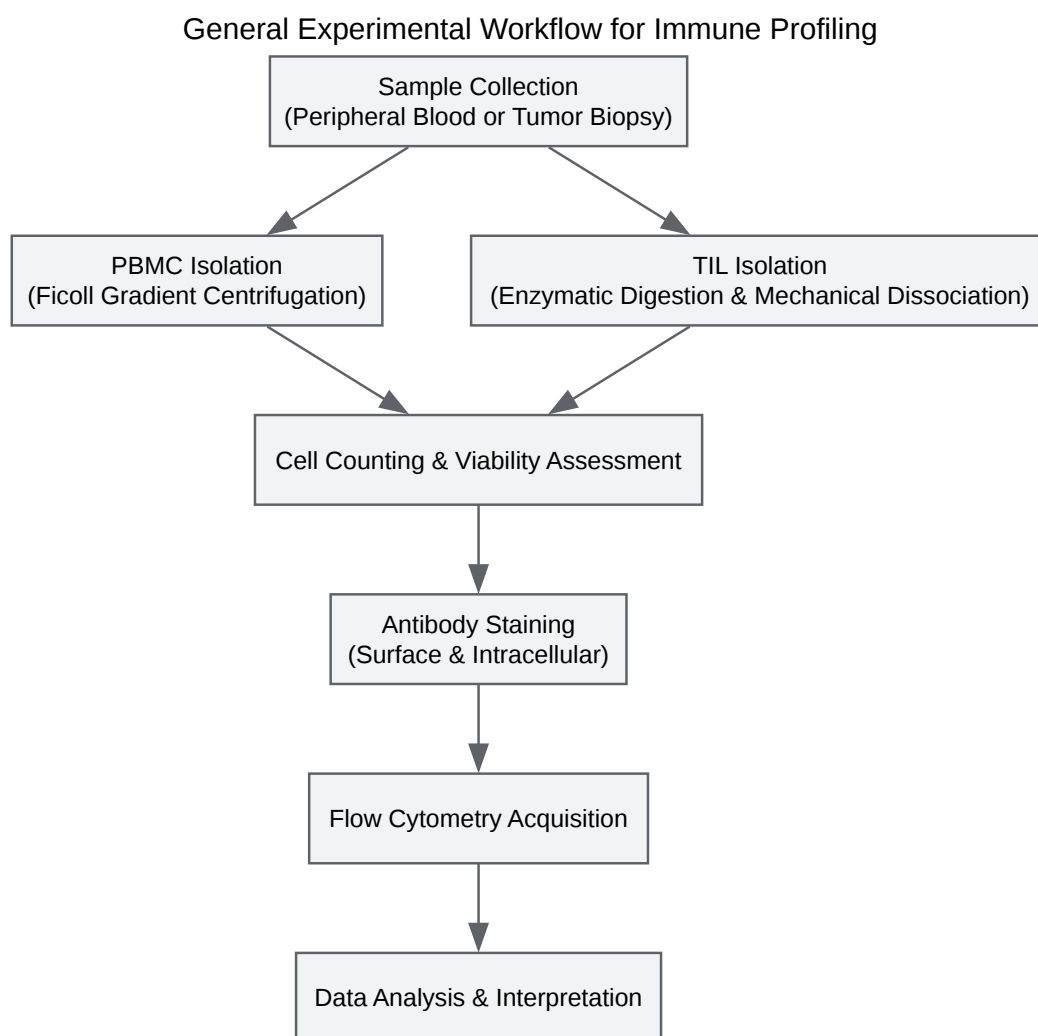 General Experimental Workflow for Immune Profiling
Sample Collection
(Peripheral Blood or Tumor Biopsy)
PBMC Isolation
(Ficoll Gradient Centrifugation)
TIL Isolation
(Enzymatic Digestion & Mechanical Dissociation)
Cell Counting & Viability Assessment
Antibody Staining
(Surface & Intracellular)
Flow Cytometry Acquisition
Data Analysis & Interpretation